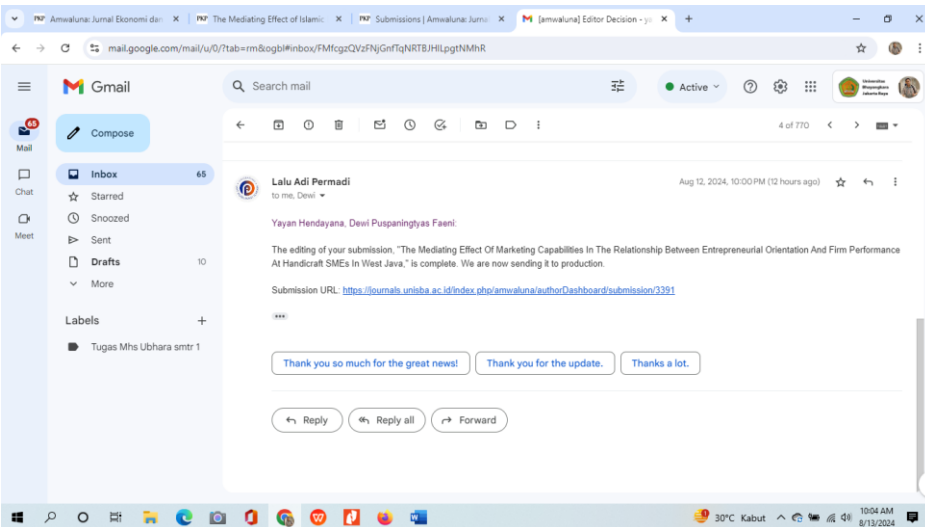 Amwaluna: Jurnal Ekonomi dan
The Mediating Effect of Islamic
Submissions | Amwaluna: Jurna
[amwaluna] Editor Decision - ya
mail.google.com/mail/u/0/?tab=rm&ogbl#inbox/FMfcgzQVzFNjGnfTqNRTBJHlLpgtNMhR
Gmail
Search mail
Active
Universitas
Bhayangkara
Jakarta Raya
65
Mail
Chat
Meet
Compose
Inbox 65
Starred
Snoozed
Sent
Drafts 10
More
Labels
Tugas Mhs Ubhara smtr 1
4 of 770
Lalu Adi Permadi
Aug 12, 2024, 10:00 PM (12 hours ago)
to me, Dewi
Yayan Hendayana, Dewi Puspaningtyas Faeni:
The editing of your submission, "The Mediating Effect Of Marketing Capabilities In The Relationship Between Entrepreneurial Orientation And Firm Performance
At Handicraft SMEs In West Java," is complete. We are now sending it to production.
Submission URL: https://journals.unisba.ac.id/index.php/amwaluna/authorDashboard/submission/3391
Thank you so much for the great news!
Thank you for the update.
Thanks a lot.
Reply
Reply all
Forward
30°C Kabut
10:04 AM
8/13/2024